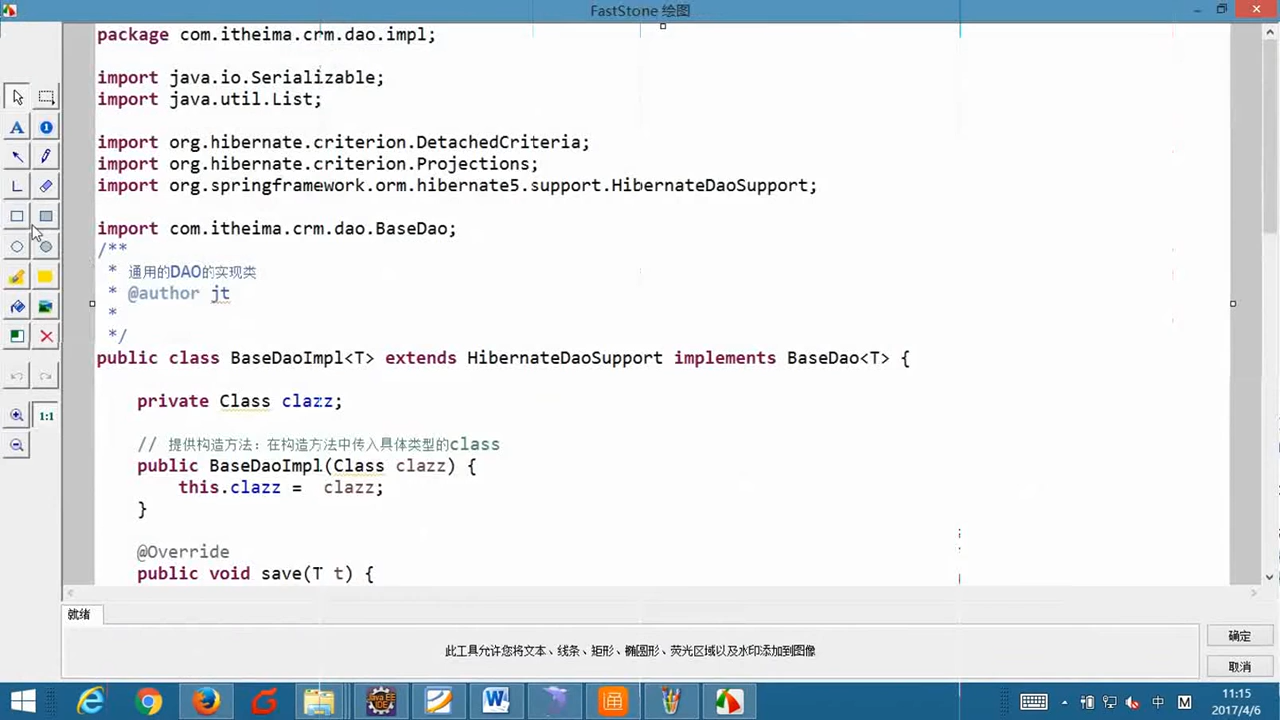 FastStone 绘图
package com.itheima.crm.dao.impl;
import java.io.Serializable;
import java.util.List;
import org.hibernate.criterion.DetachedCriteria;
import org.hibernate.criterion.Projections;
import org.springframework.orm.hibernate5.support.HibernateDaoSupport;
import com.itheima.crm.dao.BaseDao;
/**
* 通用的DAO的实现类
* @author jt
*
*/
public class BaseDaoImpl<T> extends HibernateDaoSupport implements BaseDao<T> {
private Class clazz;
// 提供构造方法：在构造方法中传入具体类型的class
public BaseDaoImpl(Class clazz) {
this.clazz = clazz;
}
@Override
public void save(T t) {
A
1
1:1
就绪
此工具允许您将文本、线条、矩形、椭圆形、荧光区域以及水印添加到图像
确定
取消
Java EE
IDE
W
中
M
11:15
2017/4/6